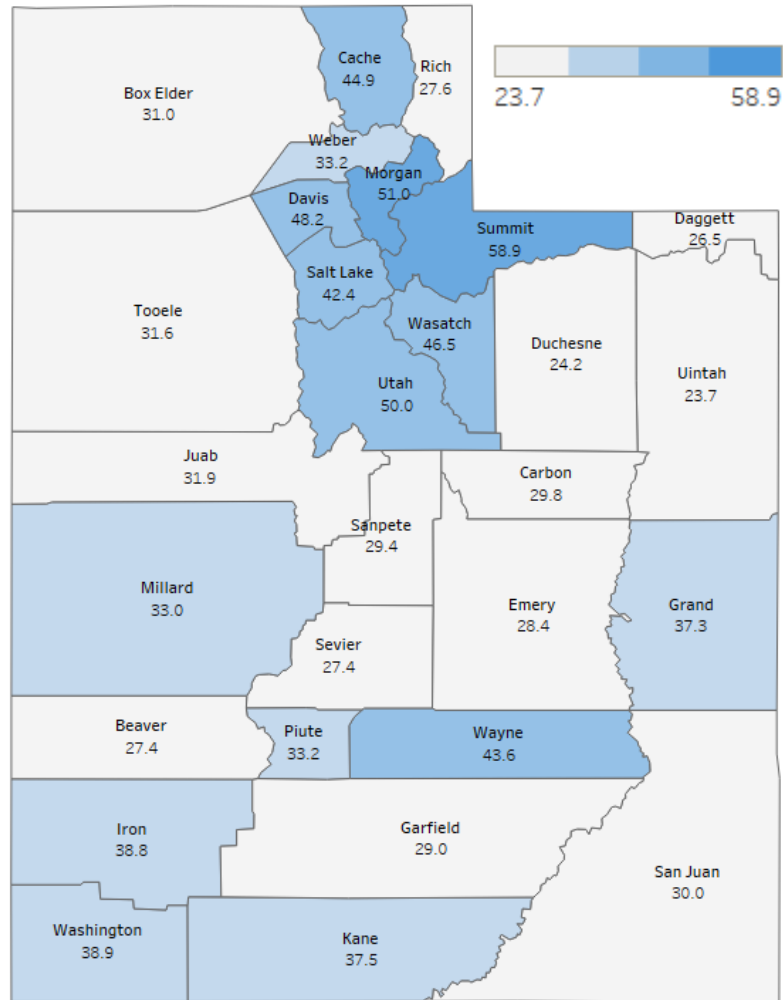 Cache
44.9
Rich
27.6
23.7
58.9
Box Elder
31.0
Weber
33.2
Morgan
51.0
Davis
48.2
Summit
58.9
Daggett
26.5
Salt Lake
42.4
Tooele
31.6
Wasatch
46.5
Duchesne
24.2
Uintah
23.7
Utah
50.0
Juab
31.9
Carbon
29.8
Sanpete
29.4
Millard
33.0
Emery
28.4
Grand
37.3
Sevier
27.4
Beaver
27.4
Piute
33.2
Wayne
43.6
Iron
38.8
Garfield
29.0
San Juan
30.0
Washington
38.9
Kane
37.5